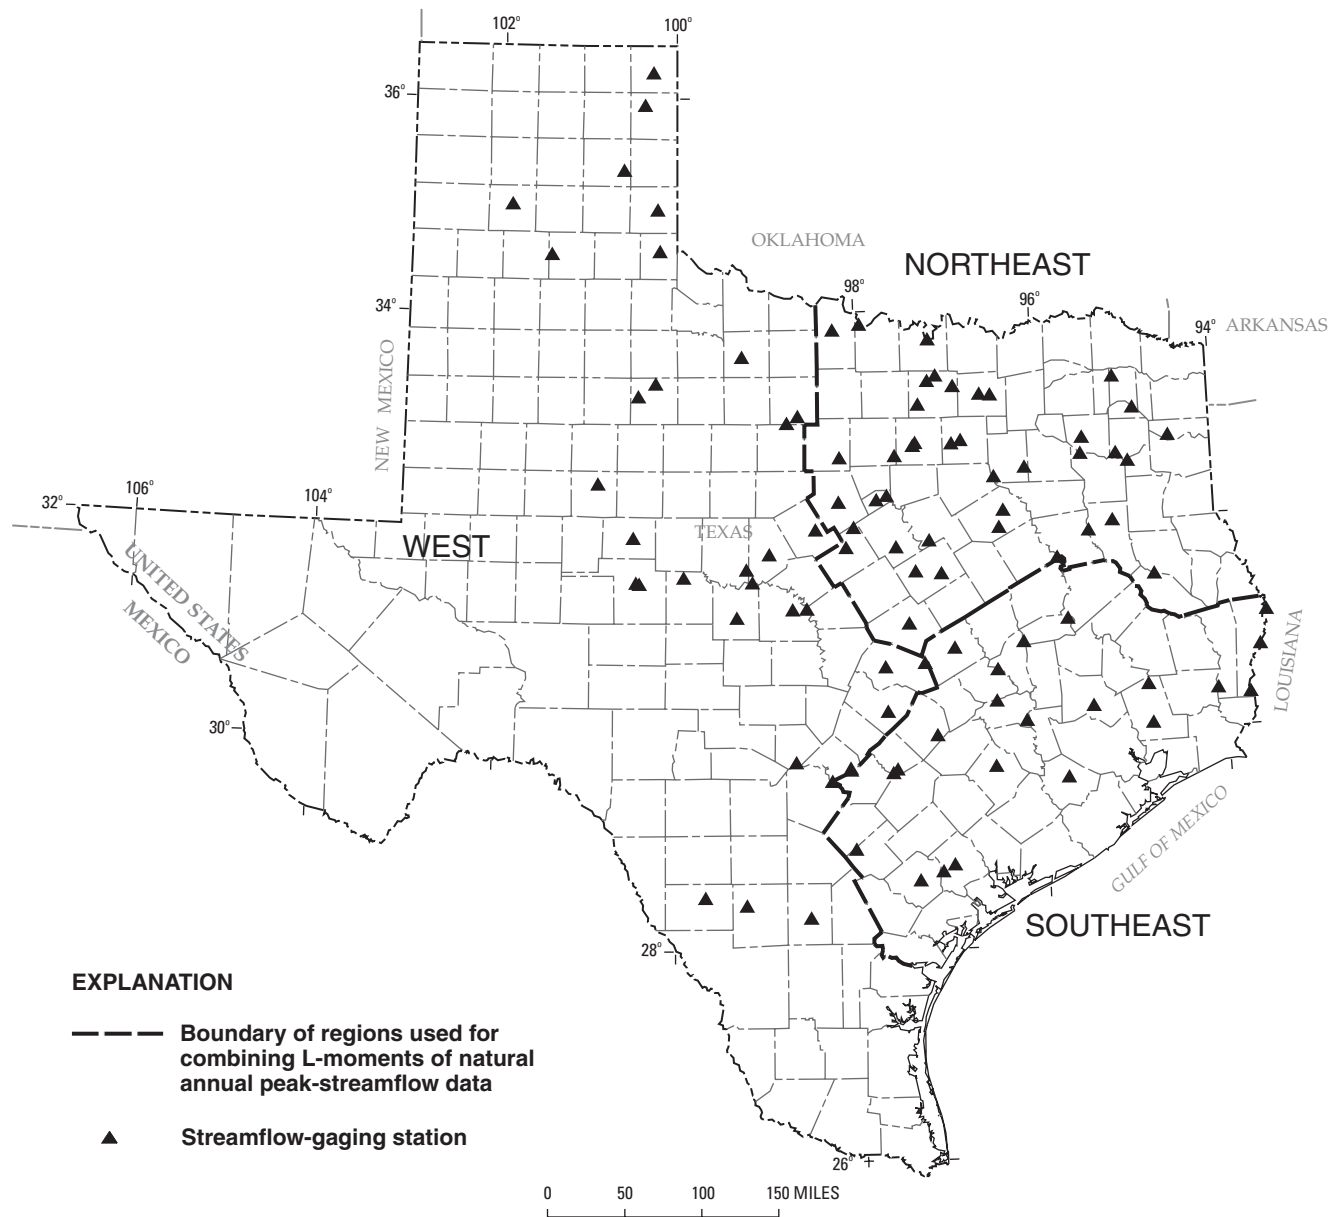 102°
100°
36°
OKLAHOMA
NORTHEAST
98°
96°
94°
ARKANSAS
34°
NEW MEXICO
32°
106°
104°
WEST
TEXAS
UNITED STATES
MEXICO
LOUISIANA
30°
GULF OF MEXICO
SOUTHEAST
28°
EXPLANATION
Boundary of regions used for
combining L-moments of natural
annual peak-streamflow data
Streamflow-gaging station
26°
0 50 100 150 MILES